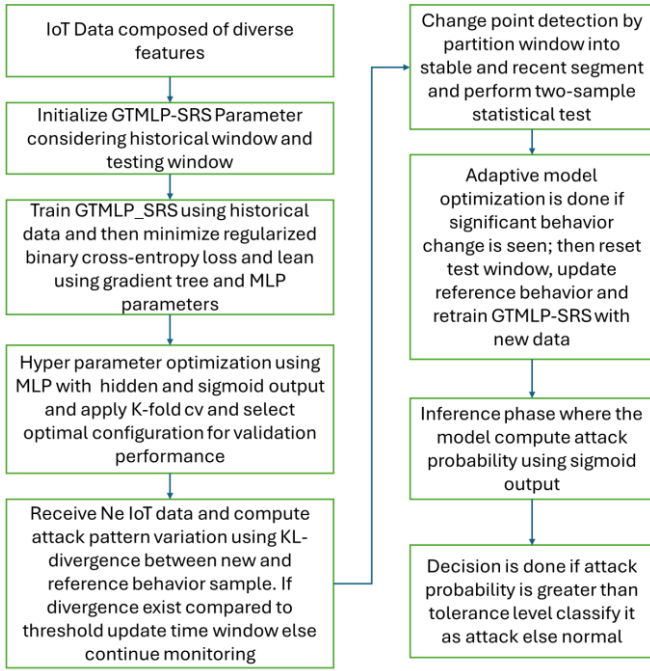 IoT Data composed of diverse
features
Initialize GTMLP-SRS Parameter
considering historical window and
testing window
Train GTMLP_SRS using historical
data and then minimize regularized
binary cross-entropy loss and lean
using gradient tree and MLP
parameters
Hyper parameter optimization using
MLP with hidden and sigmoid output
and apply K-fold cv and select
optimal configuration for validation
performance
Receive Ne IoT data and compute
attack pattern variation using KL-
divergence between new and
reference behavior sample. If
divergence exist compared to
threshold update time window else
continue monitoring
Change point detection by
partition window into
stable and recent segment
and perform two-sample
statistical test
Adaptive model
optimization is done if
significant behavior
change is seen; then reset
test window, update
reference behavior and
retrain GTMLP-SRS with
new data
Inference phase where the
model compute attack
probability using sigmoid
output
Decision is done if attack
probability is greater than
tolerance level classify it
as attack else normal